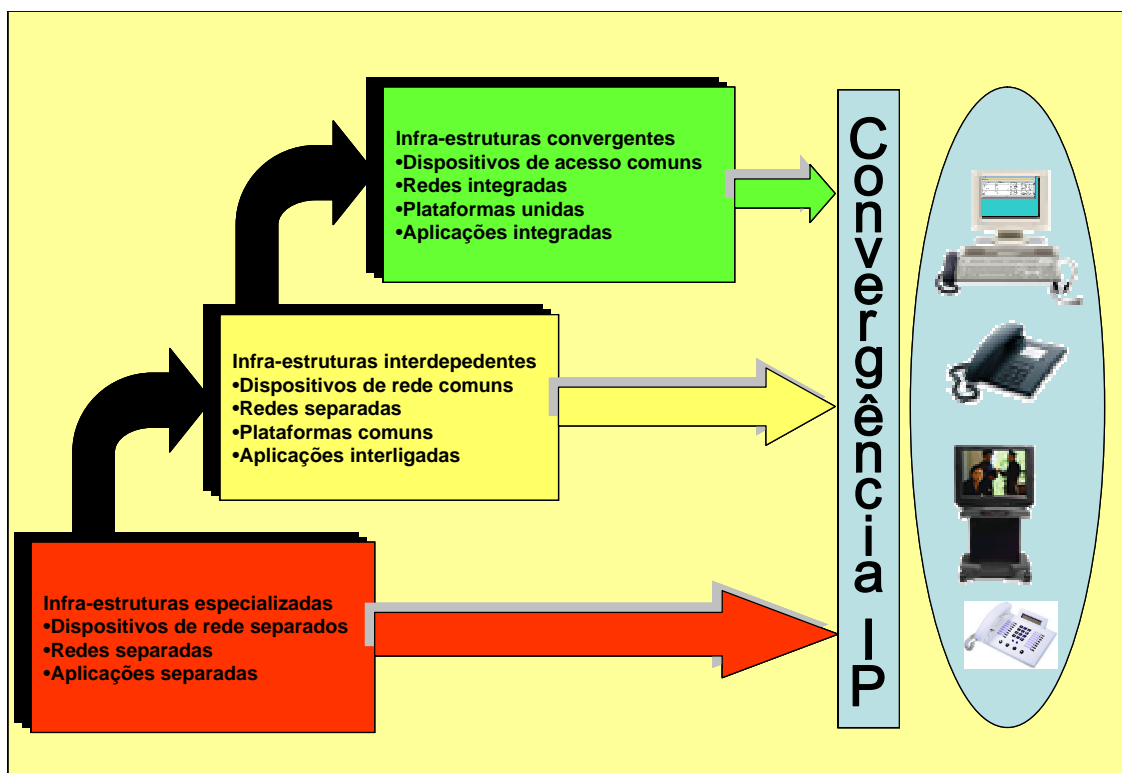 Infra-estruturas convergentes
•Dispositivos de acesso comuns
•Redes integradas
•Plataformas unidas
•Aplicações integradas
Infra-estruturas interdepedentes
•Dispositivos de rede comuns
•Redes separadas
•Plataformas comuns
•Aplicações interligadas
Infra-estruturas especializadas
•Dispositivos de rede separados
•Redes separadas
•Aplicações separadas
Convergência IP